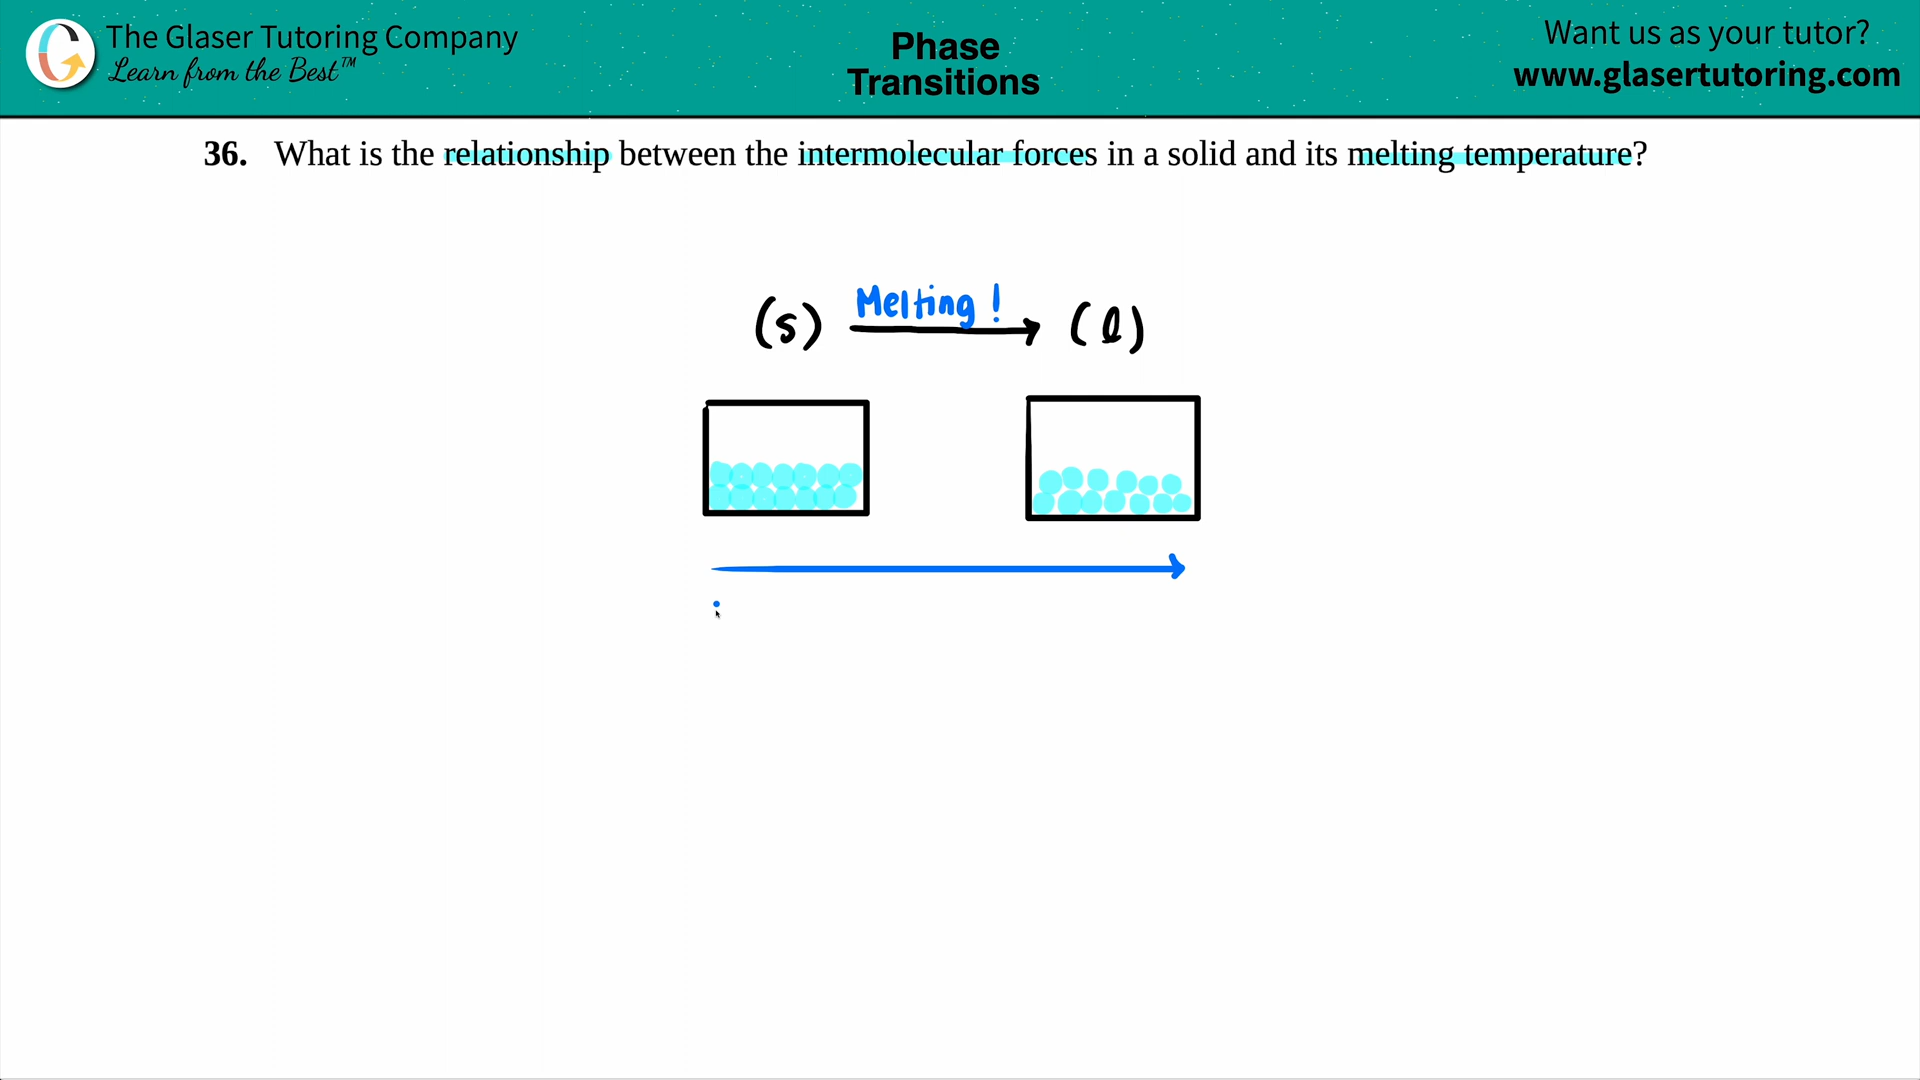 The Glaser Tutoring Company
Learn from the Best™
Phase
Transitions
Want us as your tutor?
www.glasertutoring.com
36. What is the relationship between the intermolecular forces in a solid and its melting temperature?
(s) Melting! (l)